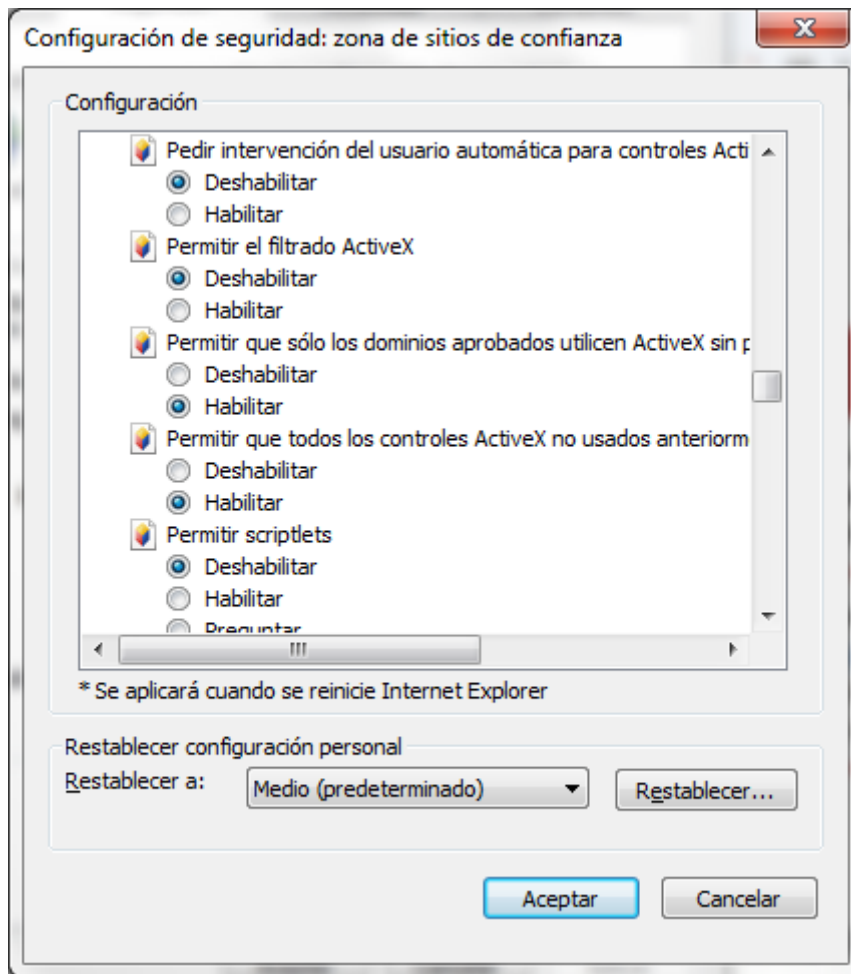 Configuración de seguridad: zona de sitios de confianza
Configuración
Pedir intervención del usuario automática para controles Acti
Deshabilitar
Habilitar
Permitir el filtrado ActiveX
Deshabilitar
Habilitar
Permitir que sólo los dominios aprobados utilicen ActiveX sin p
Deshabilitar
Habilitar
Permitir que todos los controles ActiveX no usados anteriorm
Deshabilitar
Habilitar
Permitir scriptlets
Deshabilitar
Habilitar
Preguntar
* Se aplicará cuando se reinicie Internet Explorer
Restablecer configuración personal
Restablecer a: Medio (predeterminado) Restablecer...
Aceptar Cancelar